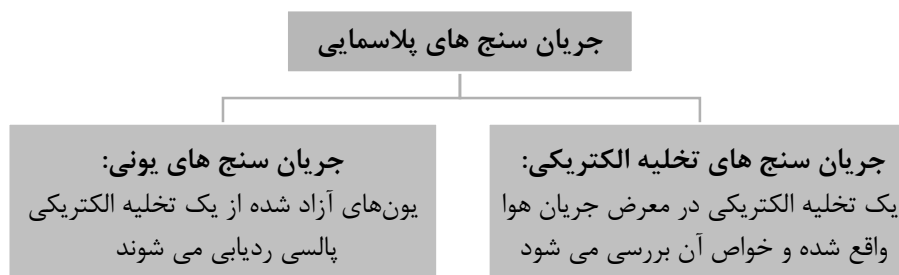 جریان سنج های پلاسمایی
جریان سنج های تخلیه الکتریکی:
یک تخلیه الکتریکی در معرض جریان هوا
واقع شده و خواص آن بررسی می شود
جریان سنج های یونی:
یون‌های آزاد شده از یک تخلیه الکتریکی
پالسی ردیابی می شوند